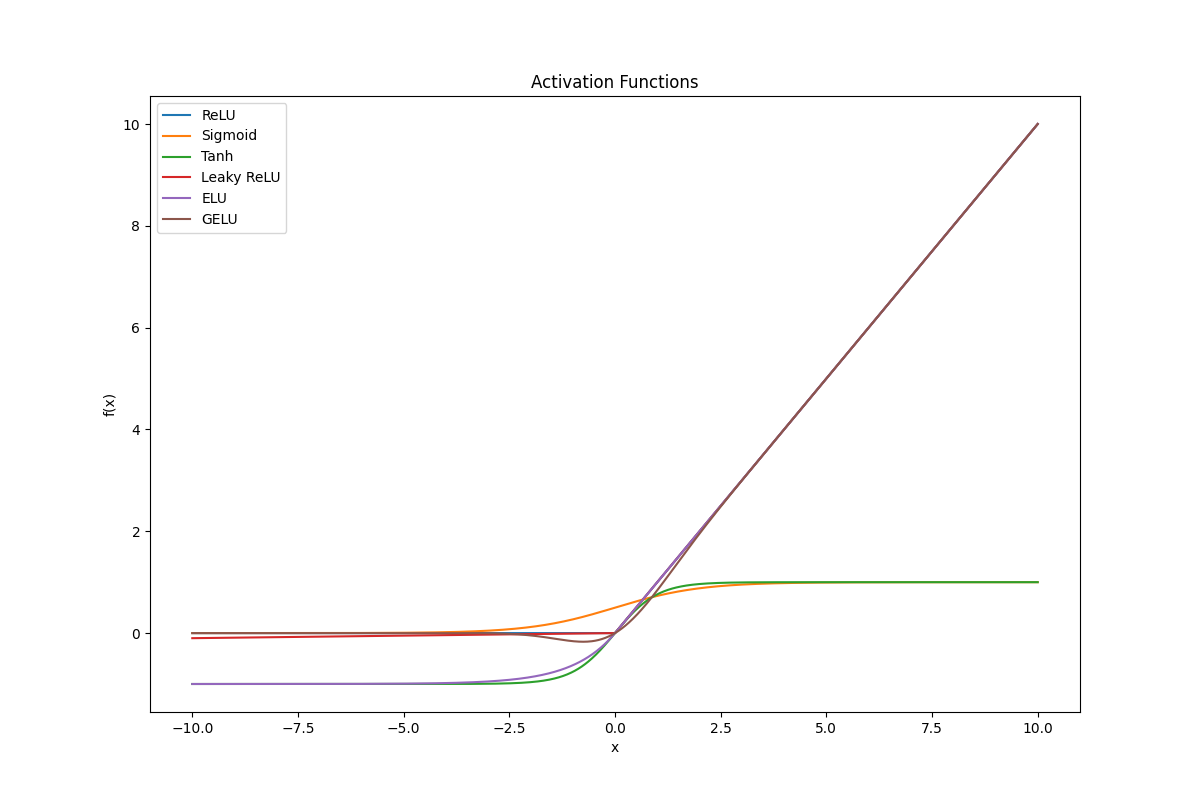 Activation Functions
ReLU
Sigmoid
Tanh
Leaky ReLU
ELU
GELU
10
8
6
4
2
0
f(x)
−10.0 −7.5 −5.0 −2.5 0.0 2.5 5.0 7.5 10.0
x